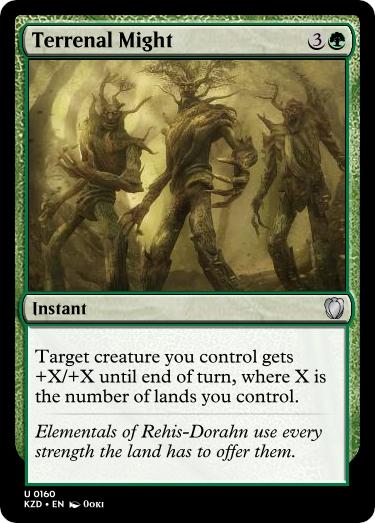 Terrenal Might 3
Instant
Target creature you control gets
+X/+X until end of turn, where X is
the number of lands you control.
Elementals of Rehis-Dorahn use every
strength the land has to offer them.
U 0160
KZD • EN OOKI